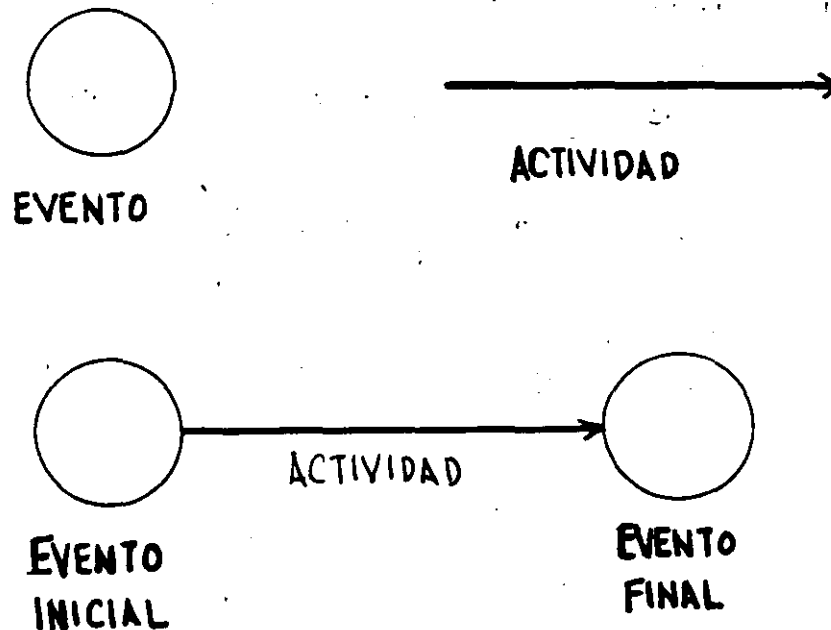 EVENTO
ACTIVIDAD
ACTIVIDAD
EVENTO
INICIAL
EVENTO
FINAL